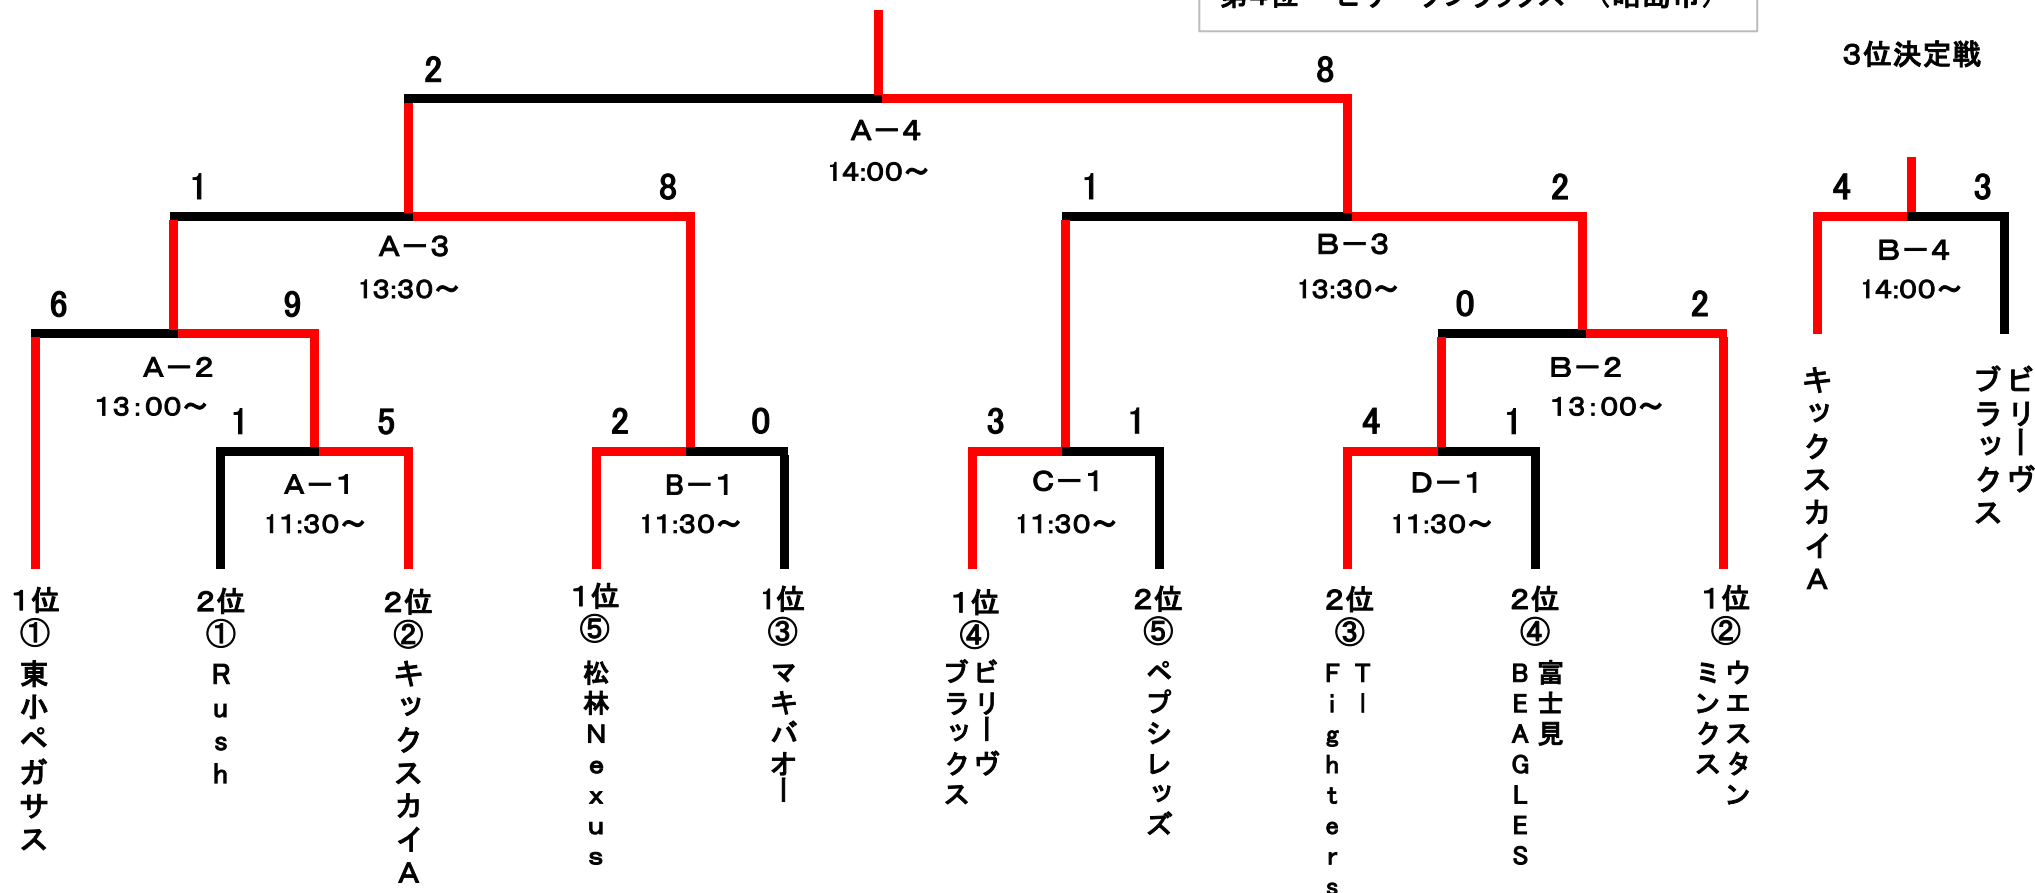 3位決定戦
2
8
A－4
14:00～
1
8
1
2
4
3
A－3
13:30～
B－3
13:30～
B－4
14:00～
6
9
0
2
A－2
13:00～
B－2
13:00～
キックスカイA
ビリーヴ
ブラックス
1
5
2
0
3
1
4
1
A－1
11:30～
B－1
11:30～
C－1
11:30～
D－1
11:30～
1位
①
東小ペガサス
2位
①
Rush
2位
②
キックスカイA
1位
⑤
松林Nexus
1位
③
マキバオー
1位
④
ビリーヴ
ブラックス
2位
⑤
ペプシレッズ
2位
③
TI
Fighters
2位
④
富士見
BEAGLES
1位
②
ウエスタン
ミンクス